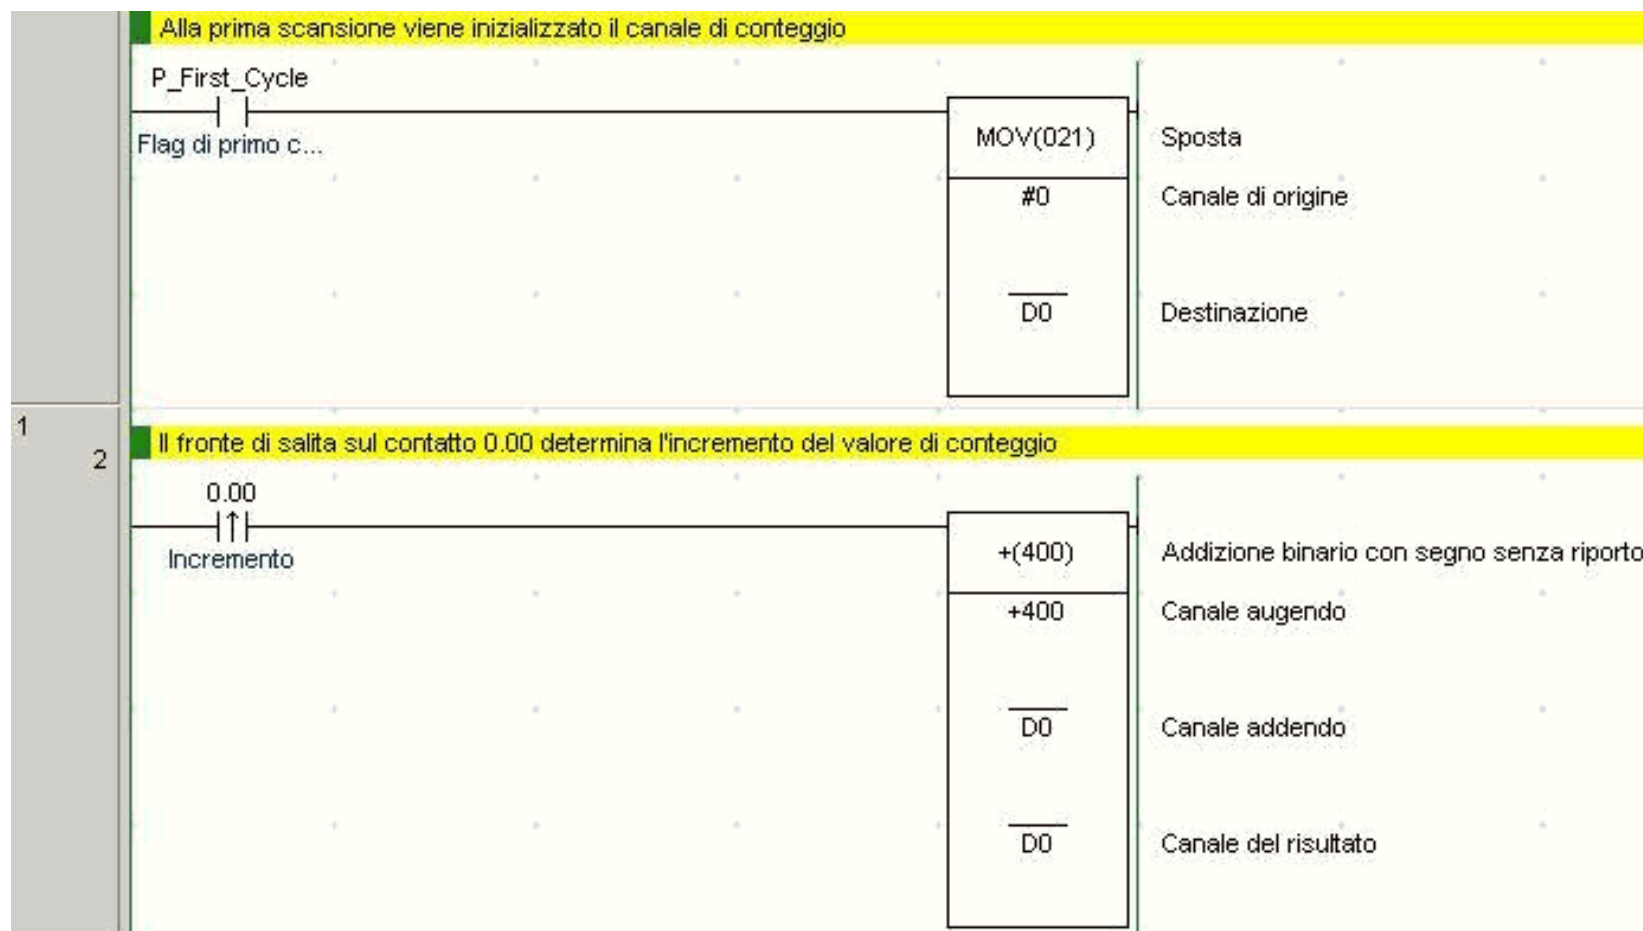 Alla prima scansione viene inizializzato il canale di conteggio
P_First_Cycle
Flag di primo c...
MOV(021)
Sposta
#0
Canale di origine
D0
Destinazione
1
2
Il fronte di salita sul contatto 0.00 determina l'incremento del valore di conteggio
0.00
Incremento
+(400)
Addizione binario con segno senza riporto
+400
Canale augendo
D0
Canale addendo
D0
Canale del risultato